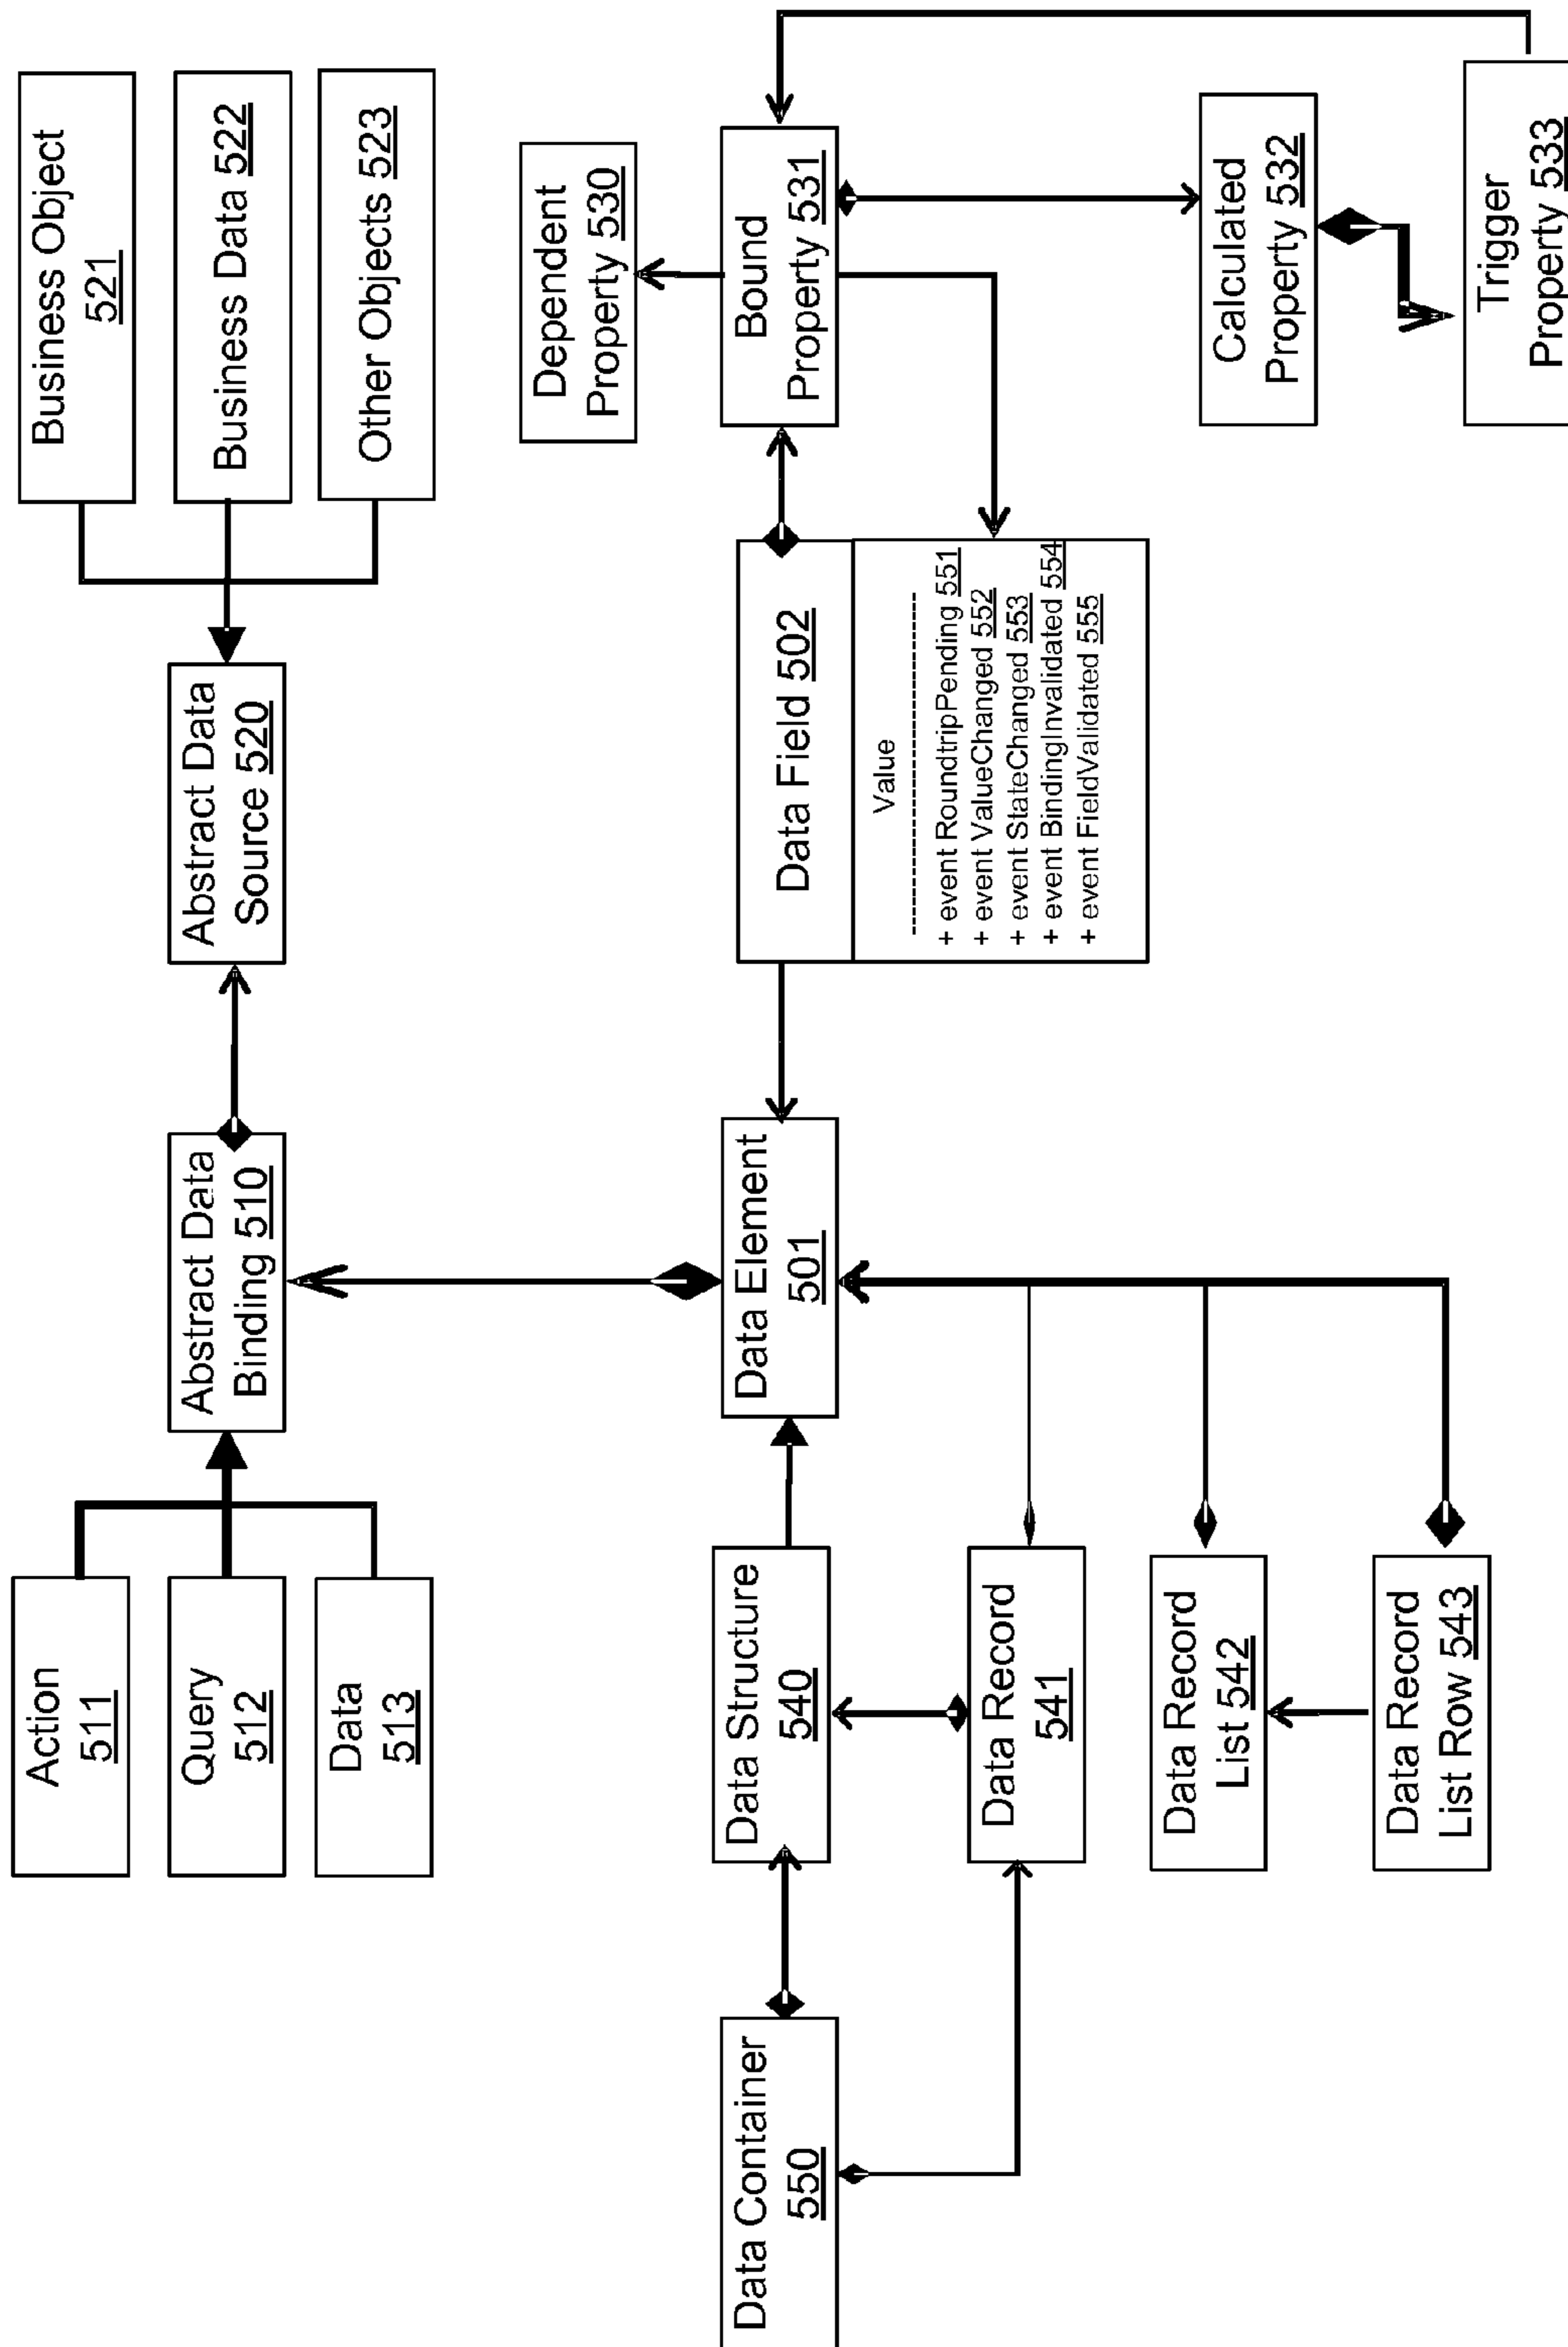 Action
511
Query
512
Data
513
Abstract Data
Binding 510
Abstract Data
Source 520
Business Object
521
Business Data 522
Other Objects 523
Data Container
550
Data Structure
540
Data Record
541
Data Record
List 542
Data Record
List Row 543
Data Element
501
Data Field 502
Value
+ event RoundtripPending 551
+ event ValueChanged 552
+ event StateChanged 553
+ event BindingInvalidated 554
+ event FieldValidated 555
Dependent
Property 530
Bound
Property 531
Calculated
Property 532
Trigger
Property 533